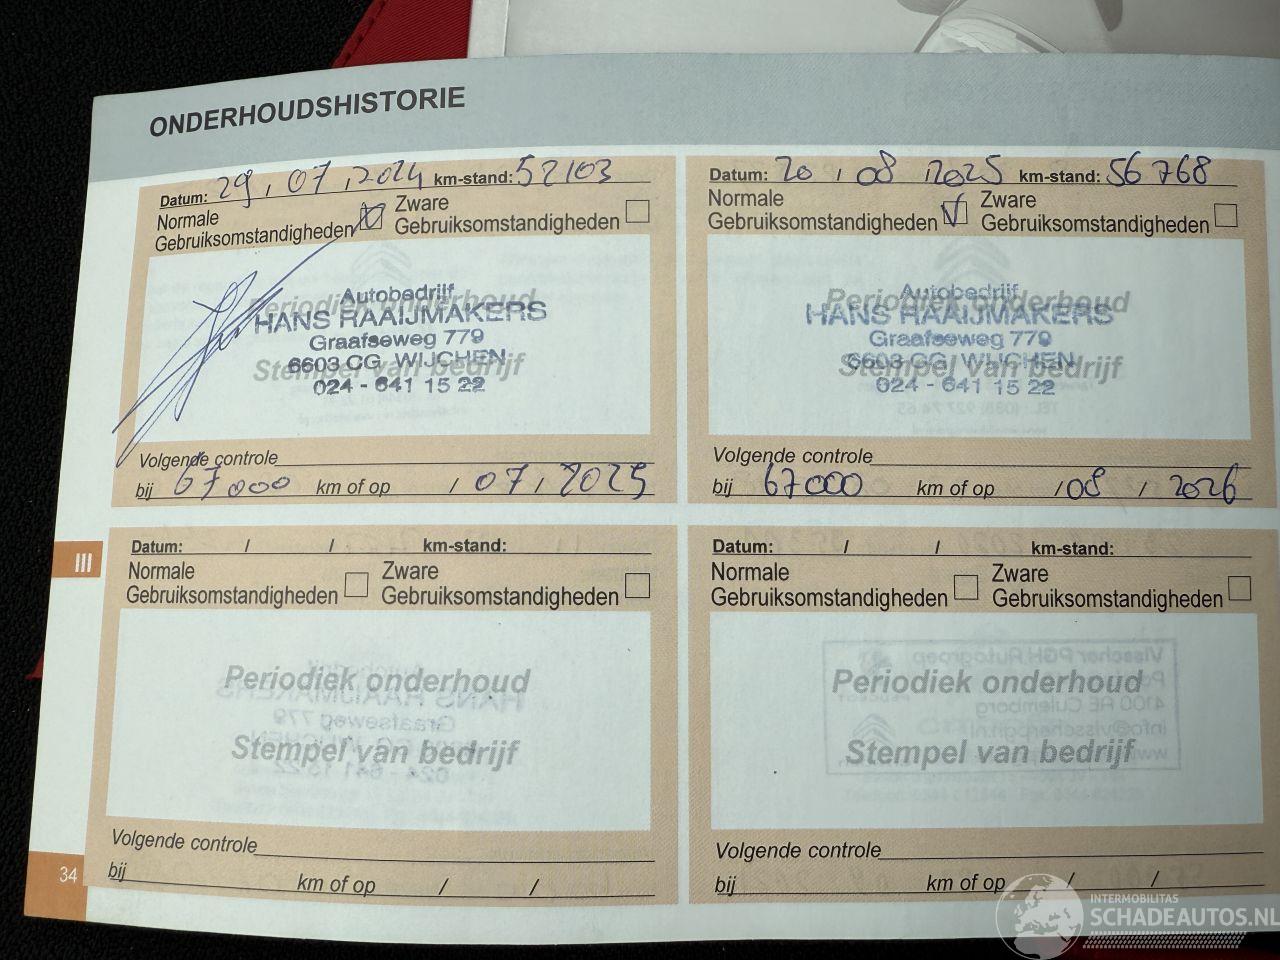 ONDERHOUDSHISTORIE
Datum: 29 / 07 / 2024 km-stand: 52103
Normale Gebruiksomstandigheden
Zware Gebruiksomstandigheden
Periodiek onderhoud
Stempel van bedrijf
Autobedrijf
HANS RAAIJMAKERS
Graafseweg 779
6603 CG WIJCHEN
024 - 641 15 22
Volgende controle
bij 67000 km of op / 07 / 2025
Datum: 20 / 08 / 2025 km-stand: 56768
Normale Gebruiksomstandigheden
Zware Gebruiksomstandigheden
Periodiek onderhoud
Stempel van bedrijf
Autobedrijf
HANS RAAIJMAKERS
Graafseweg 779
6603 CG WIJCHEN
024 - 641 15 22
Volgende controle
bij 67000 km of op / 08 / 2026
III
Datum: / / km-stand:
Normale Gebruiksomstandigheden
Zware Gebruiksomstandigheden
Periodiek onderhoud
Stempel van bedrijf
Volgende controle
bij km of op / /
Datum: / / km-stand:
Normale Gebruiksomstandigheden
Zware Gebruiksomstandigheden
Periodiek onderhoud
Stempel van bedrijf
Volgende controle
bij km of op / /
34
INTERMOBILITAS
SCHADEAUTOS.NL